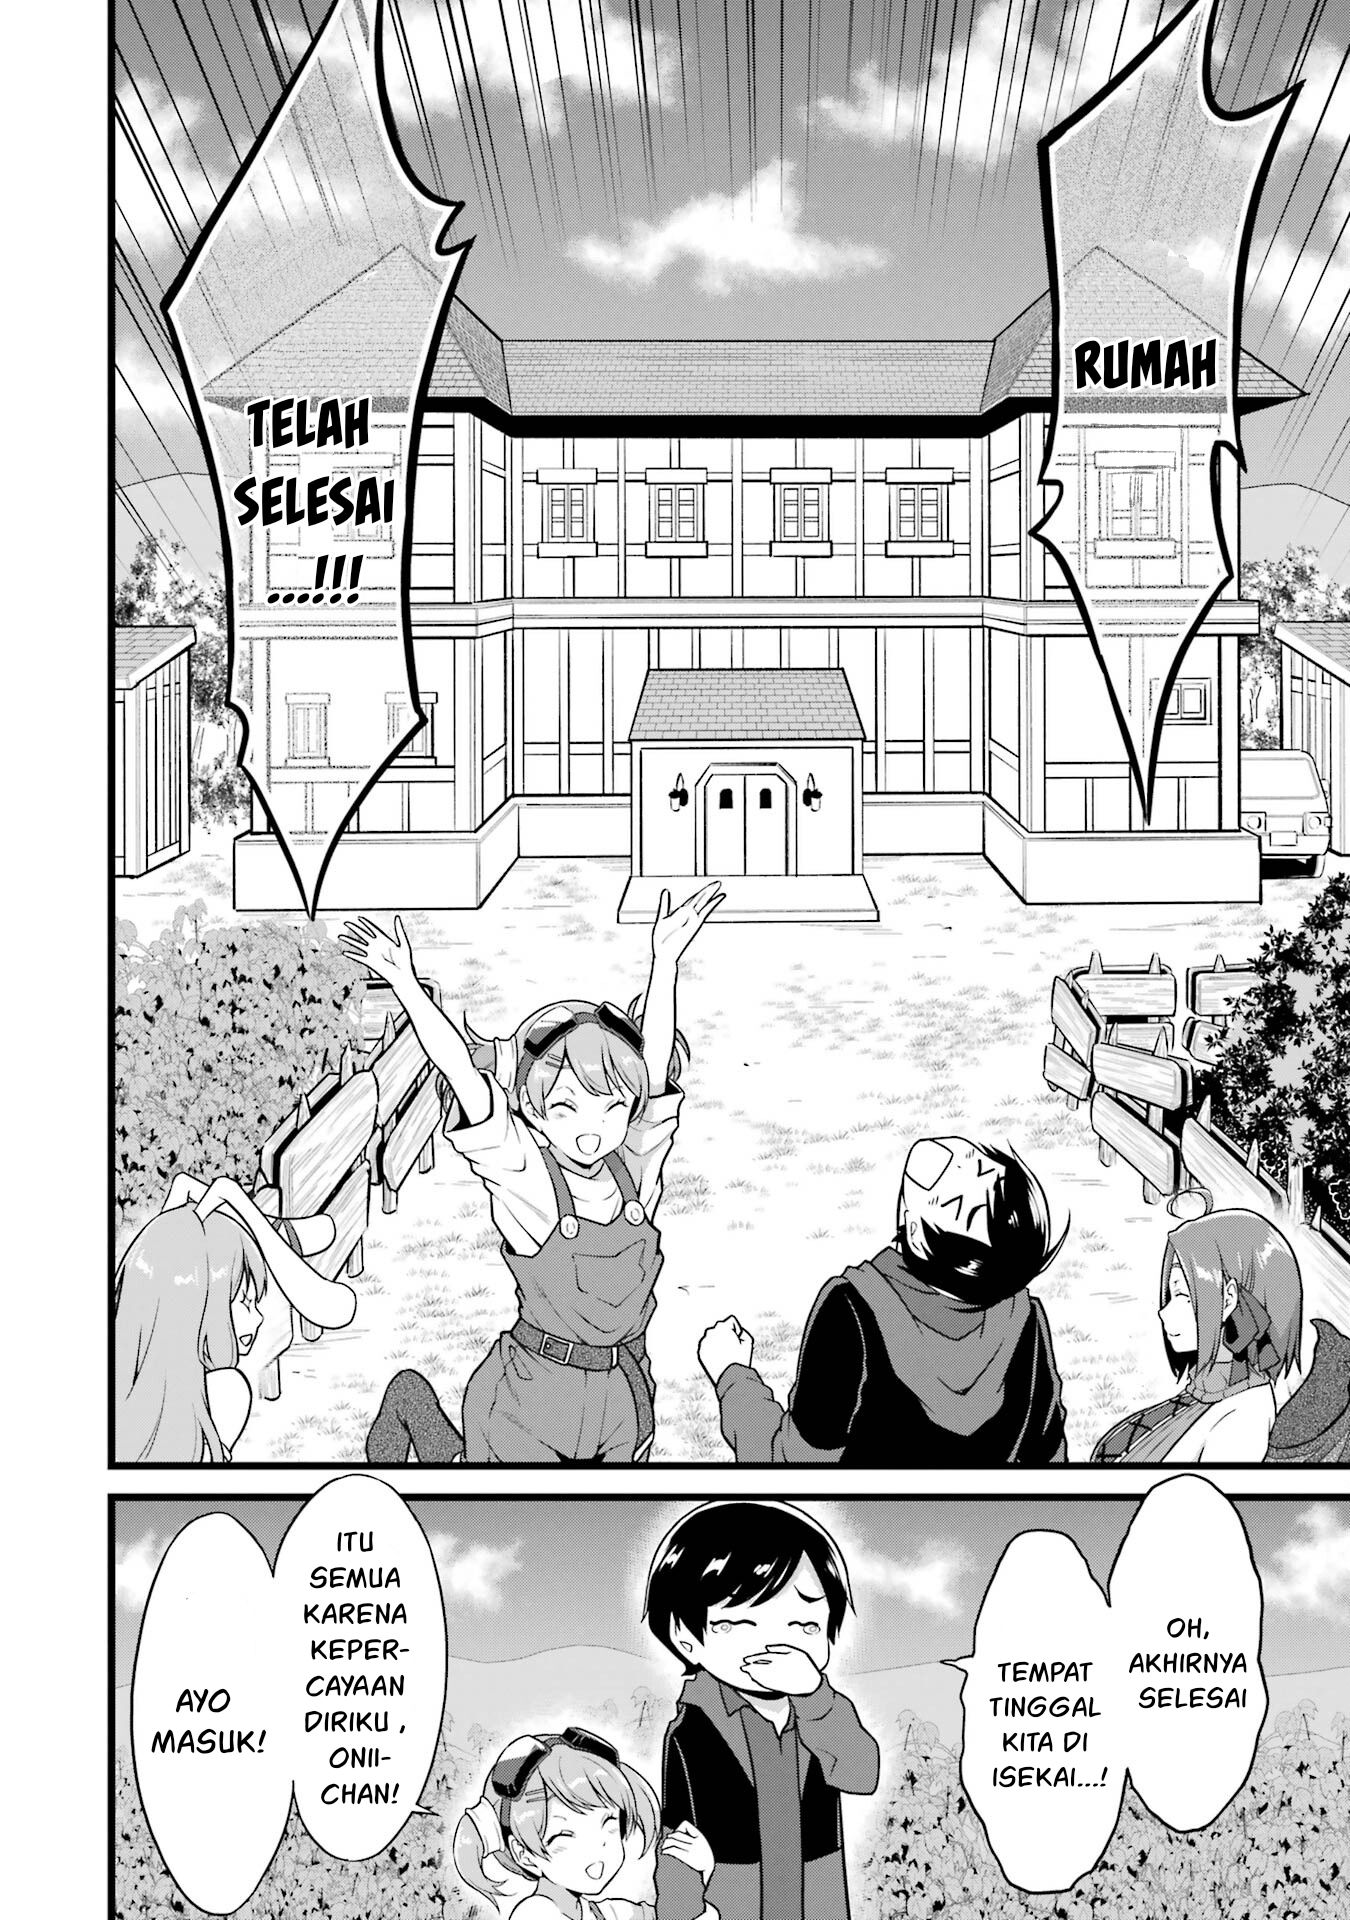 RUMAH
TELAH
SELESAI
......!!!
OH,
AKHIRNYA
SELESAI
TEMPAT
TINGGAL
KITA DI
ISEKAI...!
ITU
SEMUA
KARENA
KEPER-
CAYAAN
DIRIKU ,
ONII-
CHAN!
AYO
MASUK!